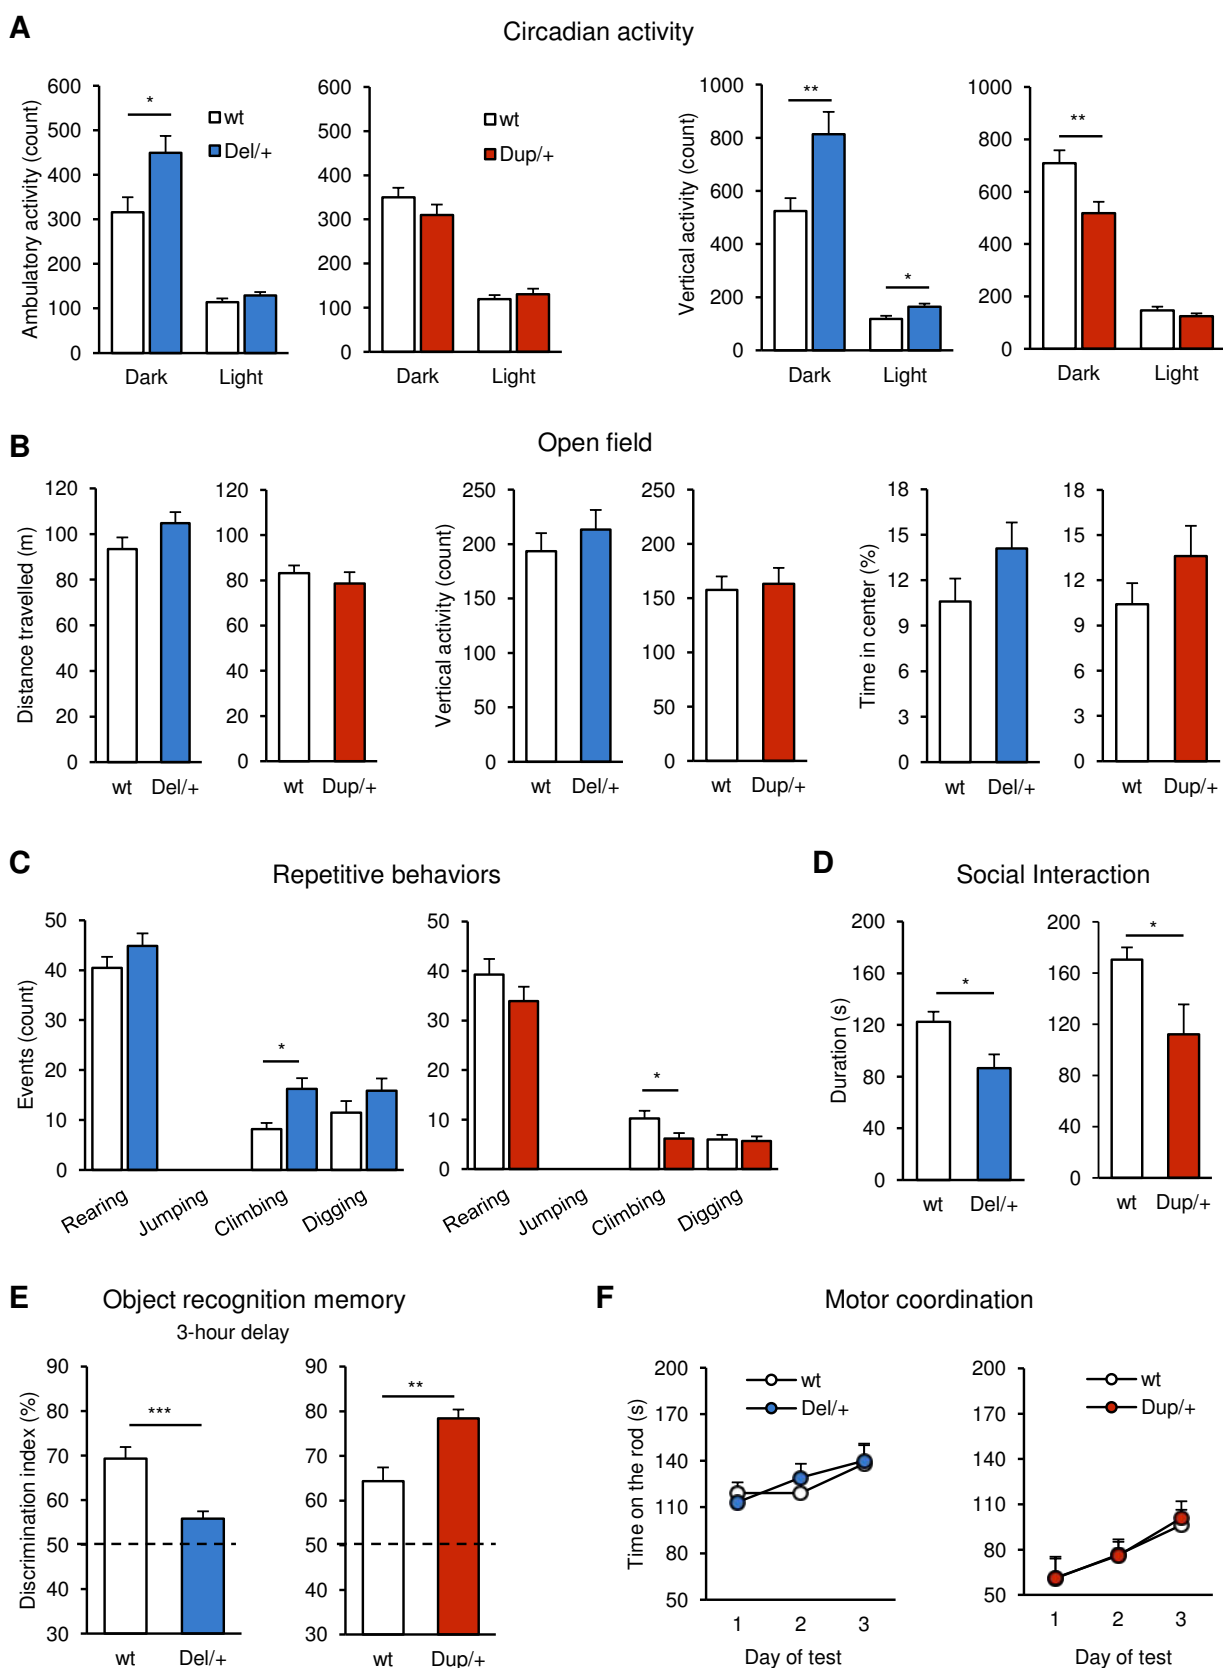 A
Circadian activity
Ambulatory activity (count)
600
500
400
300
200
100
0
*
wt
Del/+
Dark
Light
600
500
400
300
200
100
0
wt
Dup/+
Dark
Light
Vertical activity (count)
1000
800
600
400
200
0
**
*
Dark
Light
1000
800
600
400
200
0
**
Dark
Light
B
Open field
Distance travelled (m)
120
100
80
60
40
20
0
wt
Del/+
120
100
80
60
40
20
0
wt
Dup/+
Vertical activity (count)
250
200
150
100
50
0
wt
Del/+
250
200
150
100
50
0
wt
Dup/+
Time in center (%)
18
15
12
9
6
3
0
wt
Del/+
18
15
12
9
6
3
0
wt
Dup/+
C
Repetitive behaviors
Events (count)
50
40
30
20
10
0
*
Rearing
Jumping
Climbing
Digging
50
40
30
20
10
0
*
Rearing
Jumping
Climbing
Digging
D
Social Interaction
Duration (s)
200
160
120
80
40
0
*
wt
Del/+
200
160
120
80
40
0
*
wt
Dup/+
E
Object recognition memory
3-hour delay
Discrimination index (%)
90
80
70
60
50
40
30
***
wt
Del/+
90
80
70
60
50
40
30
**
wt
Dup/+
F
Motor coordination
Time on the rod (s)
200
170
140
110
80
50
wt
Del/+
1
2
3
Day of test
200
170
140
110
80
50
wt
Dup/+
1
2
3
Day of test